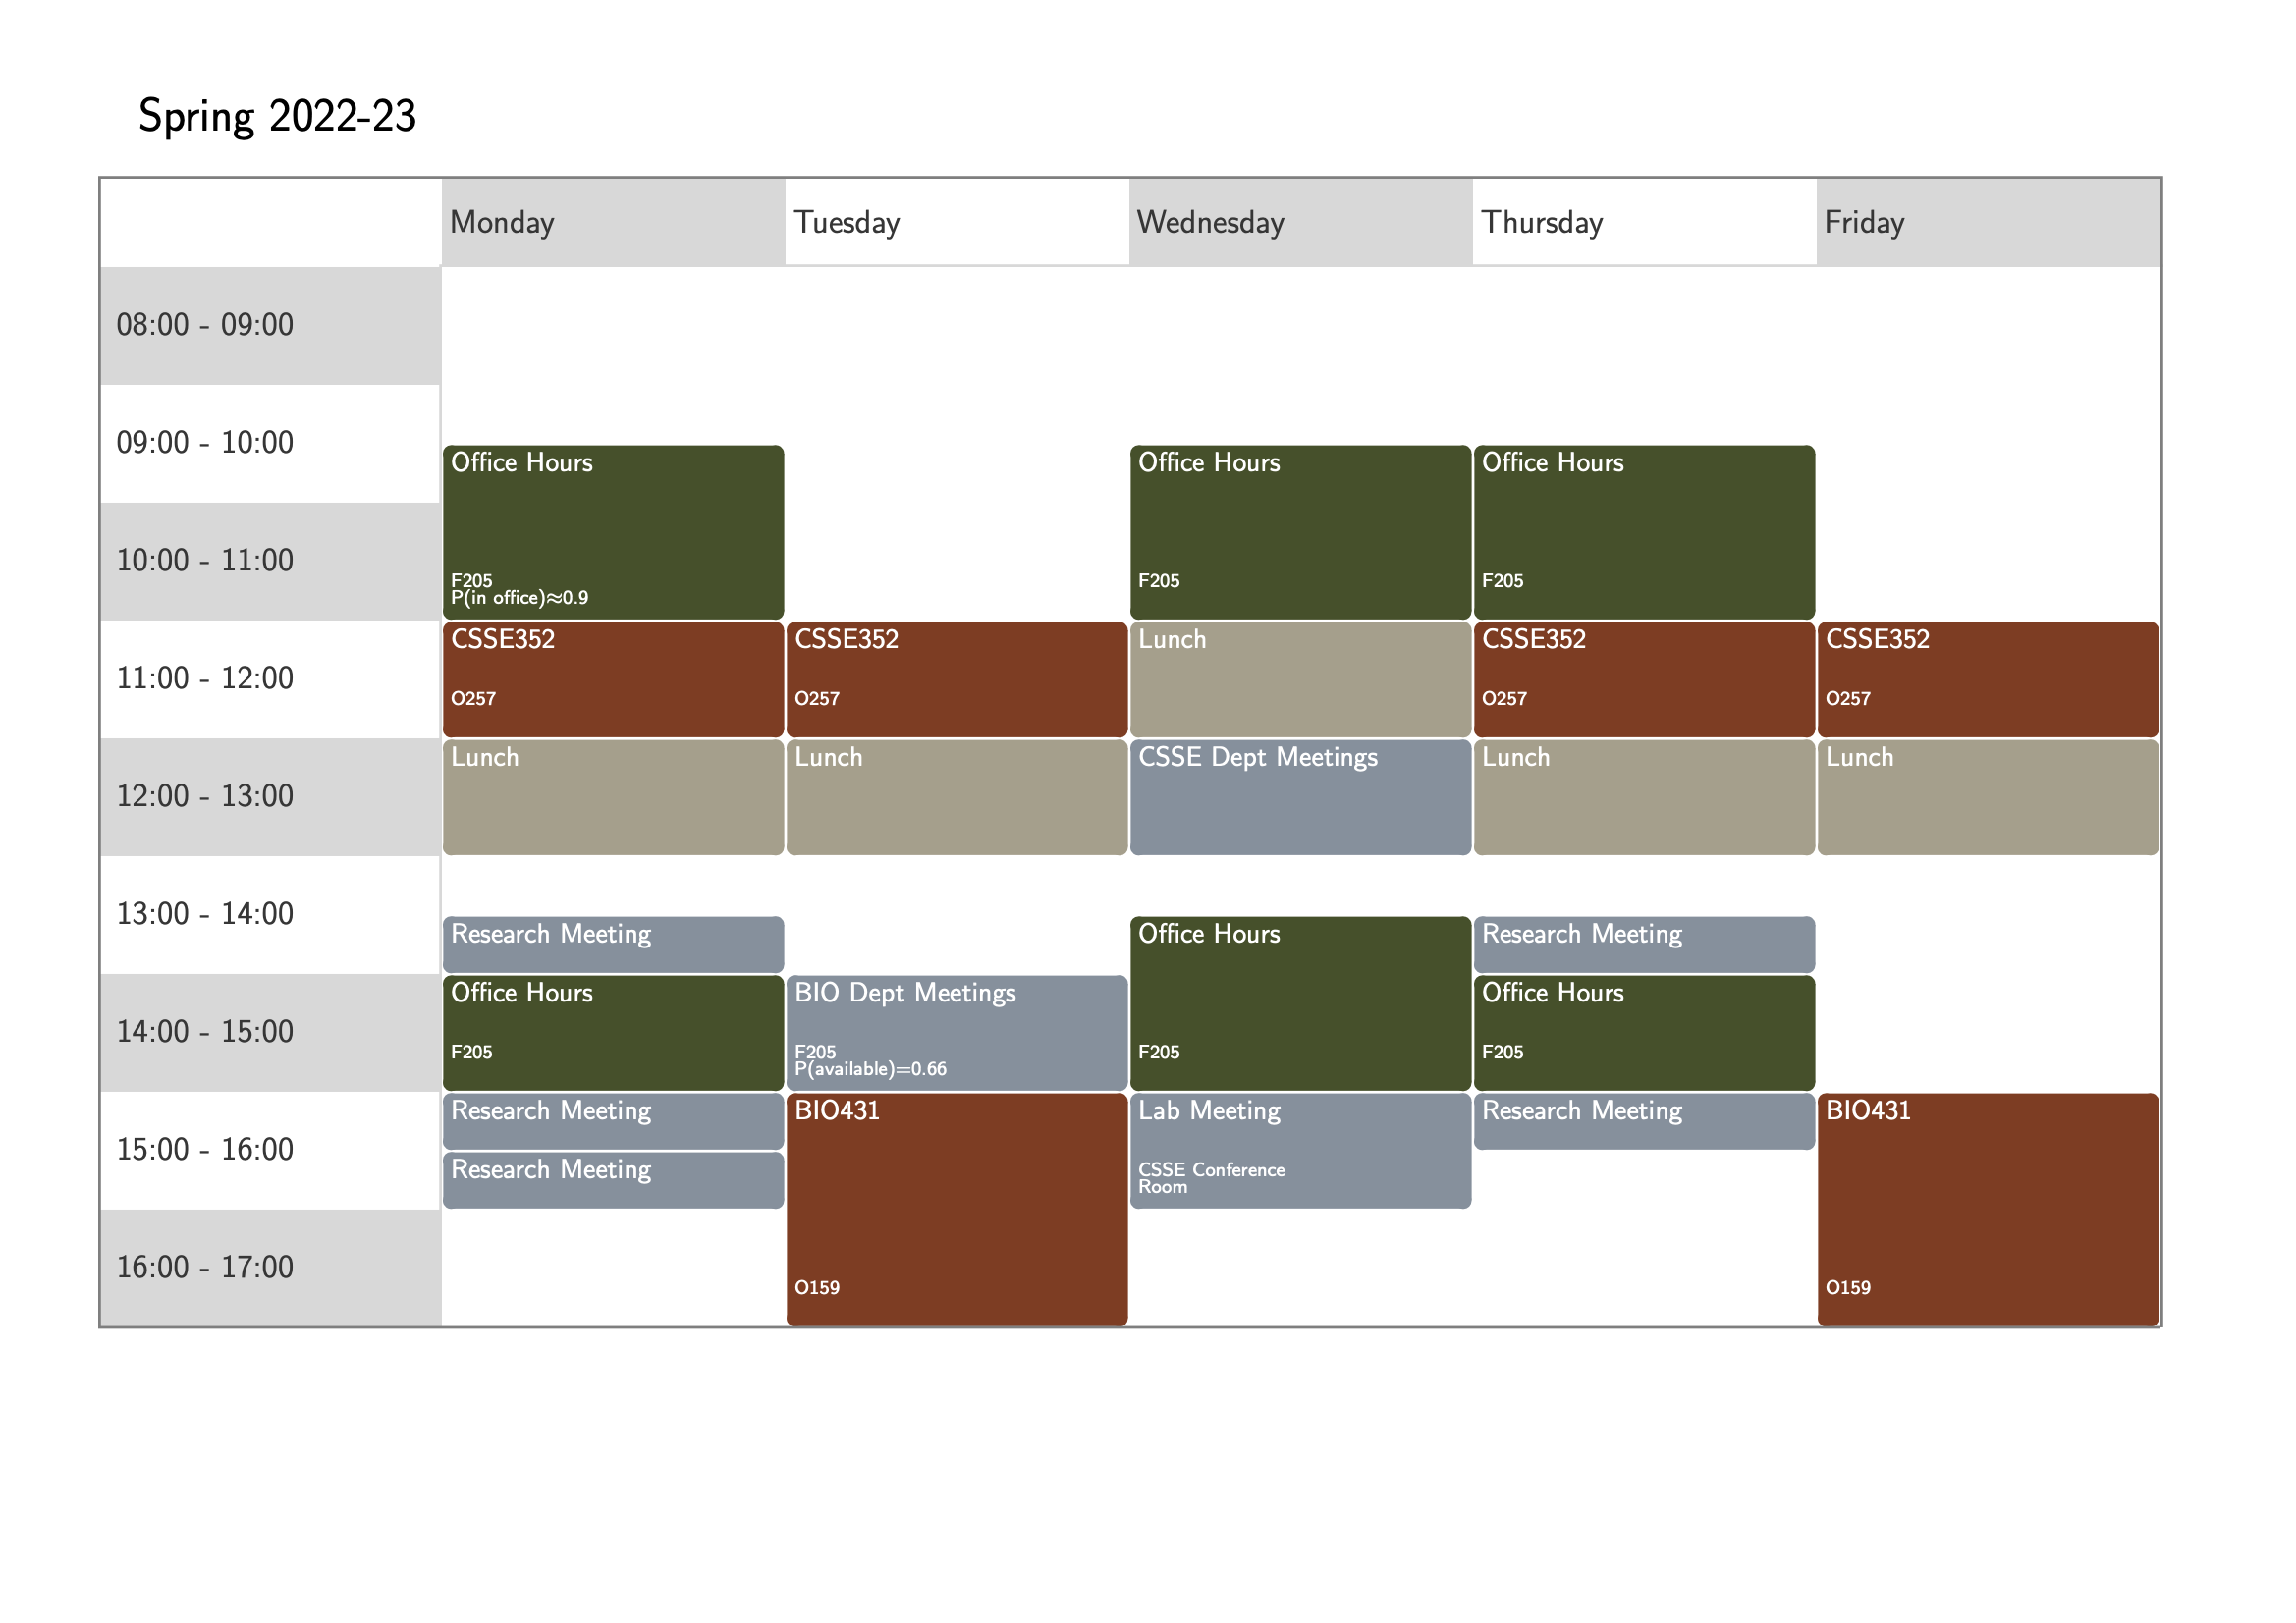 Spring 2022-23
Monday
Tuesday
Wednesday
Thursday
Friday
08:00 - 09:00
09:00 - 10:00
Office Hours
Office Hours
Office Hours
10:00 - 11:00
F205
P(in office)≈0.9
F205
F205
11:00 - 12:00
CSSE352
O257
CSSE352
O257
Lunch
CSSE352
O257
CSSE352
O257
12:00 - 13:00
Lunch
Lunch
CSSE Dept Meetings
Lunch
Lunch
13:00 - 14:00
Research Meeting
Office Hours
Research Meeting
14:00 - 15:00
Office Hours
F205
BIO Dept Meetings
F205
P(available)=0.66
F205
Office Hours
F205
15:00 - 16:00
Research Meeting
Research Meeting
BIO431
Lab Meeting
CSSE Conference
Room
Research Meeting
BIO431
16:00 - 17:00
O159
O159